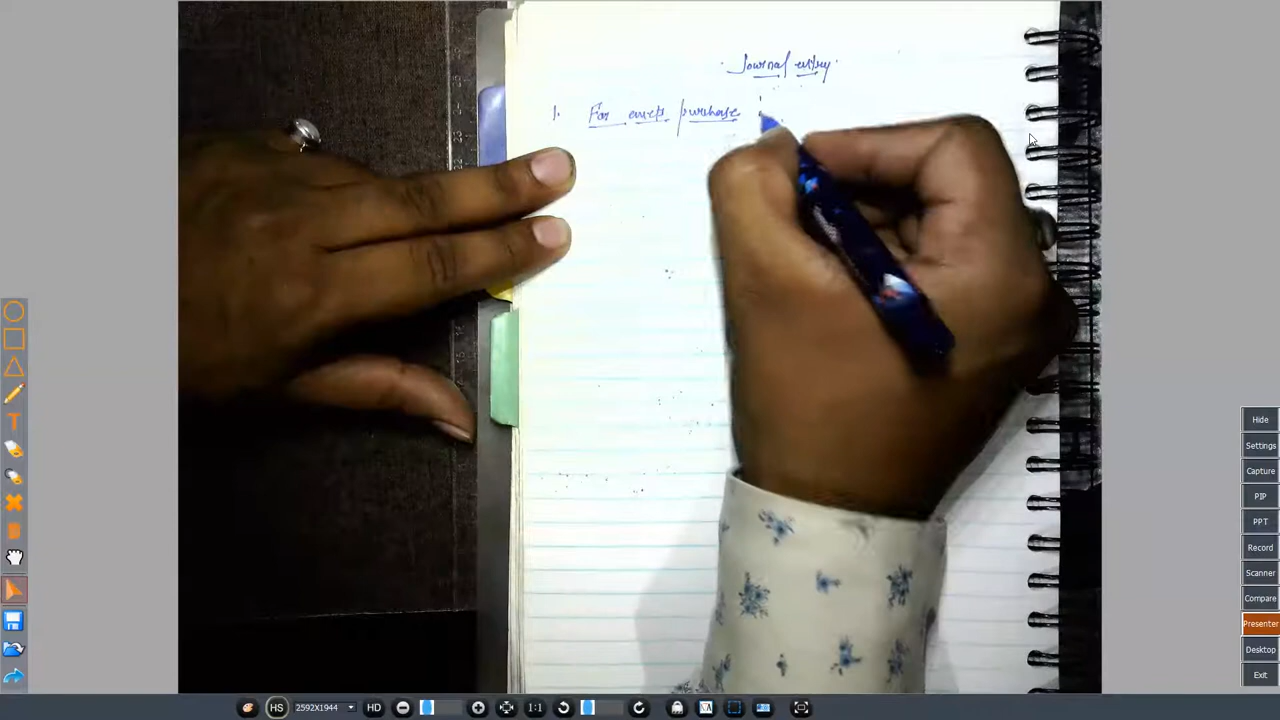 Journal entry
1. For assets purchase :
2592X1944
HS
HD
1:1
Hide
Settings
Capture
PIP
PPT
Record
Scanner
Compare
Presenter
Desktop
Exit